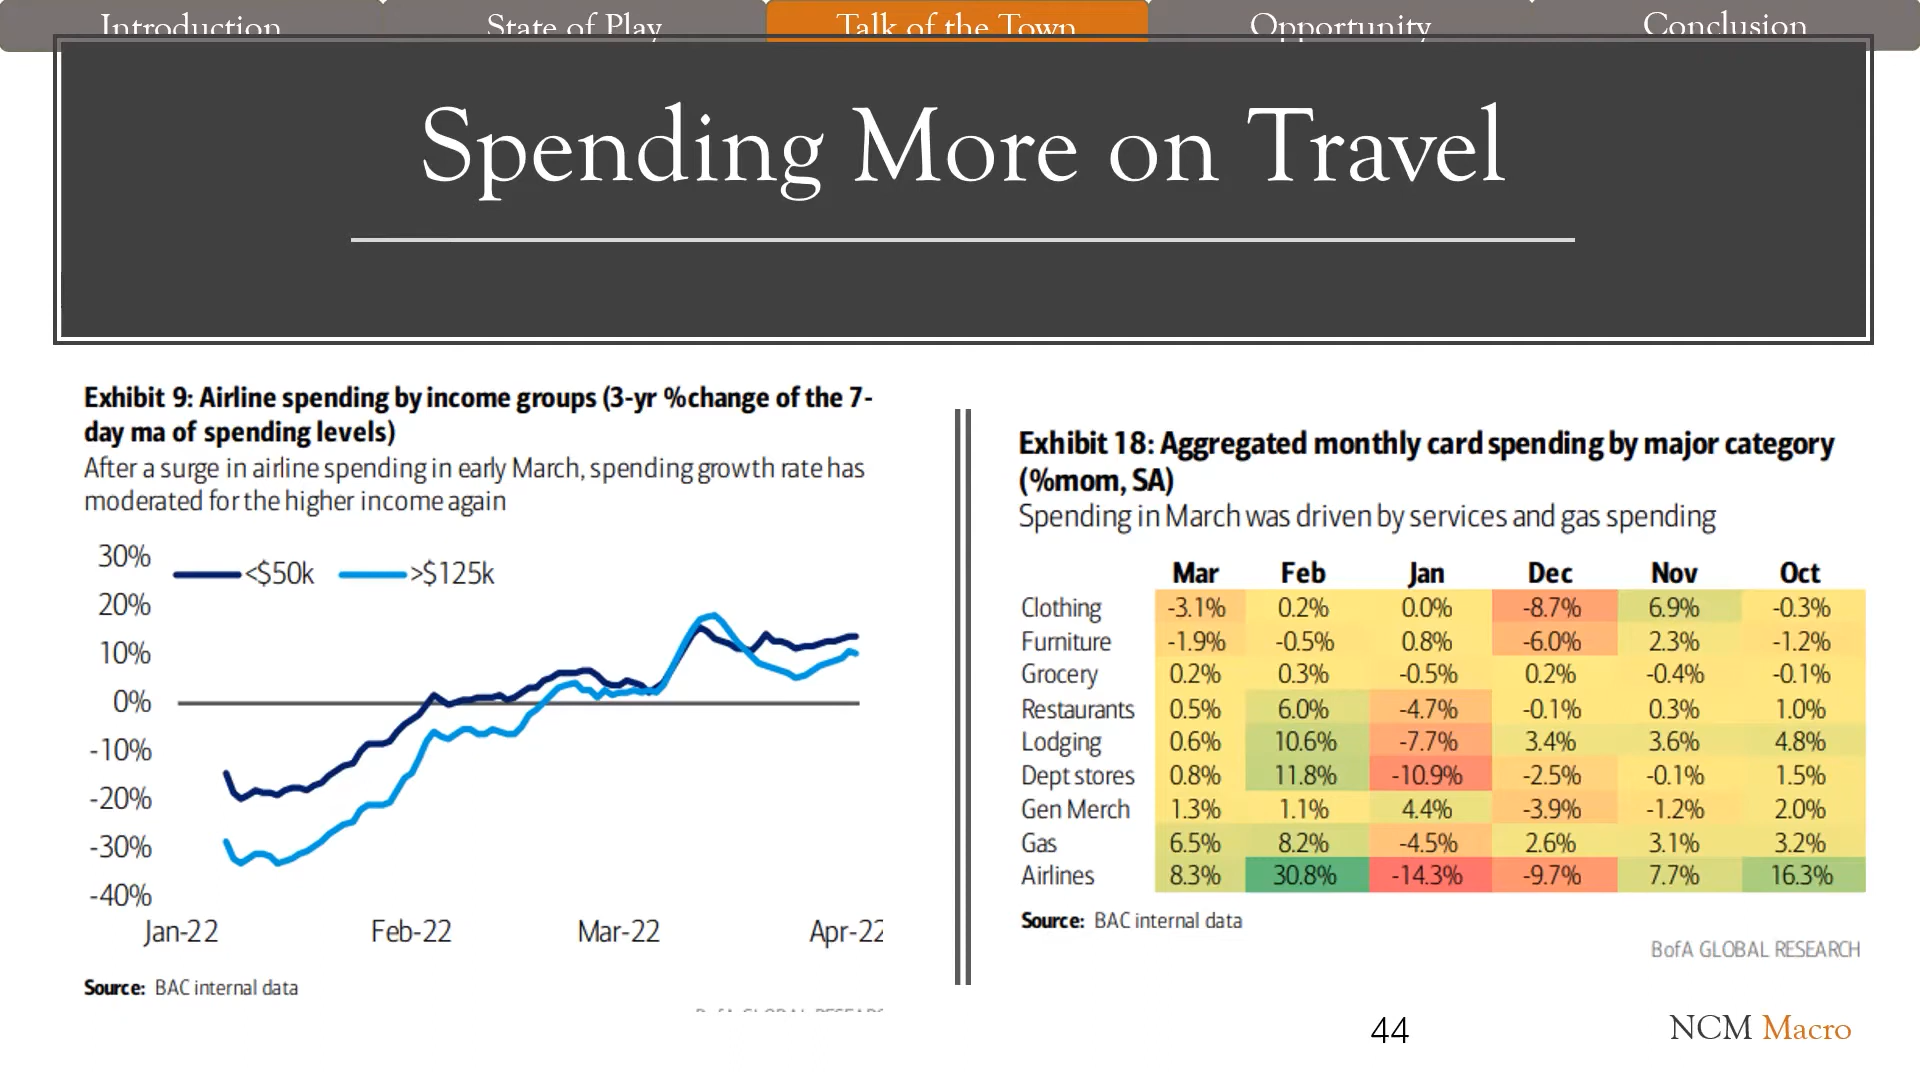 Introduction
State of Play
Talk of the Town
Opportunity
Conclusion
Spending More on Travel
Exhibit 9: Airline spending by income groups (3-yr %change of the 7-
day ma of spending levels)
After a surge in airline spending in early March, spending growth rate has
moderated for the higher income again
30%
20%
10%
0%
-10%
-20%
-30%
-40%
<$50k >$125k
Jan-22 Feb-22 Mar-22 Apr-22
Source: BAC internal data
Exhibit 18: Aggregated monthly card spending by major category
(%mom, SA)
Spending in March was driven by services and gas spending
Mar Feb Jan Dec Nov Oct
Clothing -3.1% 0.2% 0.0% -8.7% 6.9% -0.3%
Furniture -1.9% -0.5% 0.8% -6.0% 2.3% -1.2%
Grocery 0.2% 0.3% -0.5% 0.2% -0.4% -0.1%
Restaurants 0.5% 6.0% -4.7% -0.1% 0.3% 1.0%
Lodging 0.6% 10.6% -7.7% 3.4% 3.6% 4.8%
Dept stores 0.8% 11.8% -10.9% -2.5% -0.1% 1.5%
Gen Merch 1.3% 1.1% 4.4% -3.9% -1.2% 2.0%
Gas 6.5% 8.2% -4.5% 2.6% 3.1% 3.2%
Airlines 8.3% 30.8% -14.3% -9.7% 7.7% 16.3%
Source: BAC internal data
BofA GLOBAL RESEARCH
44
NCM Macro